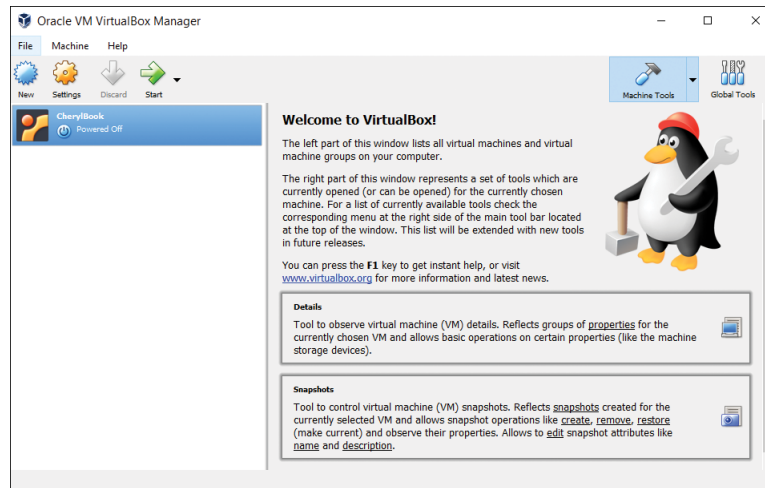 Oracle VM VirtualBox Manager
File Machine Help
New Settings Discard Start Machine Tools Global Tools
CherylBook
Powered Off
Welcome to VirtualBox!
The left part of this window lists all virtual machines and virtual
machine groups on your computer.
The right part of this window represents a set of tools which are
currently opened (or can be opened) for the currently chosen
machine. For a list of currently available tools check the
corresponding menu at the right side of the main tool bar located
at the top of the window. This list will be extended with new tools
in future releases.
You can press the F1 key to get instant help, or visit
www.virtualbox.org for more information and latest news.
Details
Tool to observe virtual machine (VM) details. Reflects groups of properties for the
currently chosen VM and allows basic operations on certain properties (like the machine
storage devices).
Snapshots
Tool to control virtual machine (VM) snapshots. Reflects snapshots created for the
currently selected VM and allows snapshot operations like create, remove, restore
(make current) and observe their properties. Allows to edit snapshot attributes like
name and description.